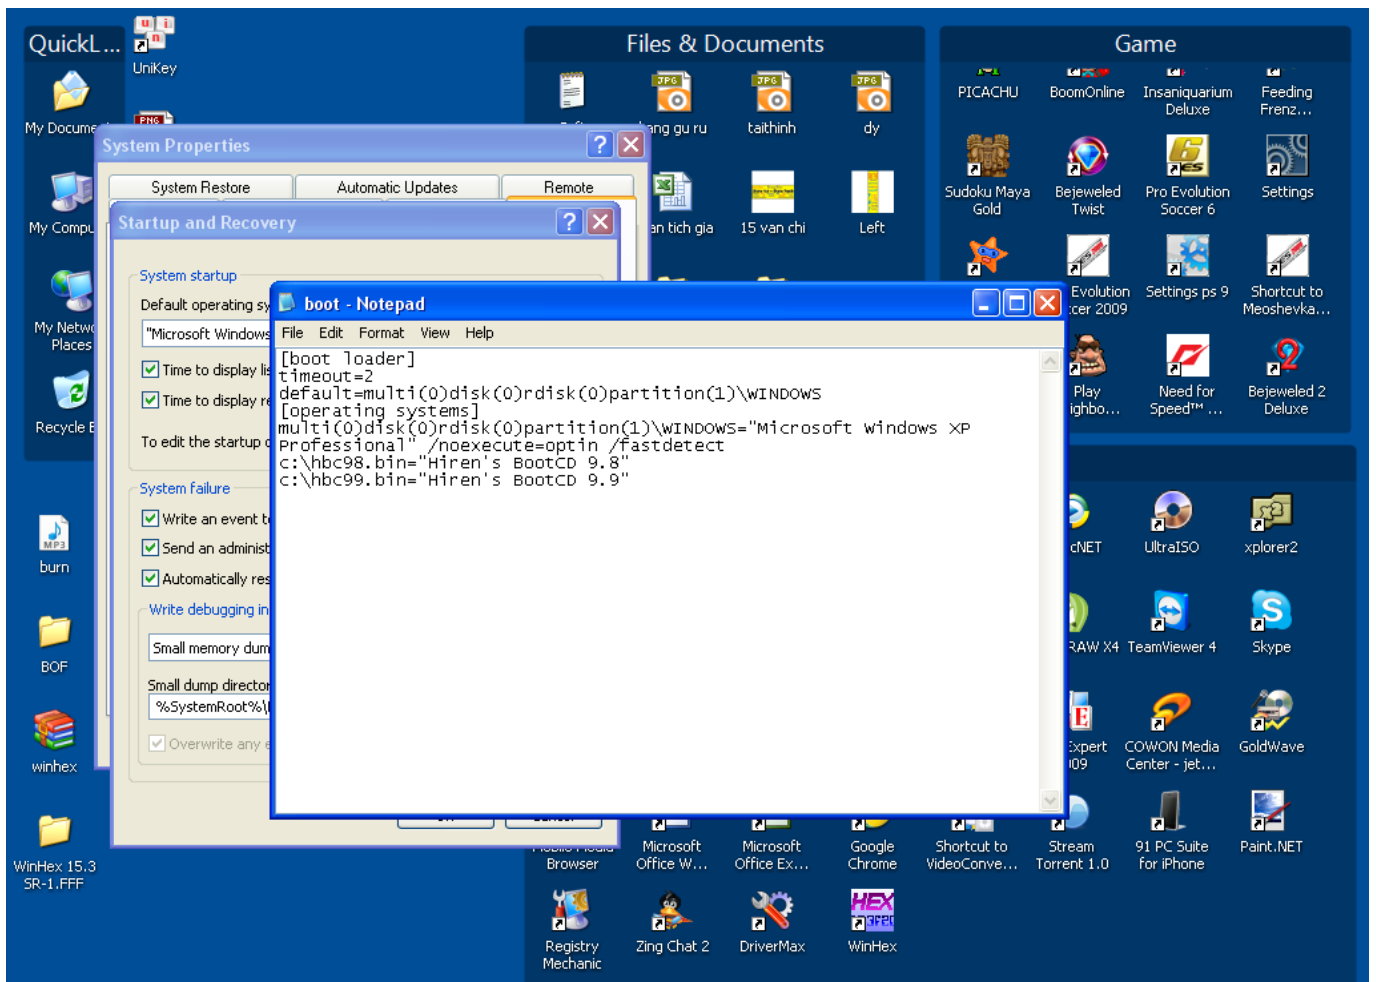 QuickL...
My Docume
My Compu
My Netwo
Places
Recycle B
UniKey
PNG
burn
MP3
BOF
winhex
WinHex 15.3
SR-1.FFF
System Properties
System Restore
Automatic Updates
Remote
Startup and Recovery
System startup
Default operating sy
"Microsoft Windows
Time to display lis
Time to display re
To edit the startup o
System failure
Write an event to
Send an administ
Automatically res
Write debugging in
Small memory dum
Small dump director
%SystemRoot%\
Overwrite any e
boot - Notepad
File Edit Format View Help
[boot loader]
timeout=2
default=multi(0)disk(0)rdisk(0)partition(1)\WINDOWS
[operating systems]
multi(0)disk(0)rdisk(0)partition(1)\WINDOWS="Microsoft Windows XP
Professional" /noexecute=optin /fastdetect
c:\hbc98.bin="Hiren's BootCD 9.8"
c:\hbc99.bin="Hiren's BootCD 9.9"
Files & Documents
JPG
JPG
JPG
ang gu ru
taithinh
dy
an tich gia
15 van chi
Left
Game
PICACHU
BoomOnline
Insaniquarium
Deluxe
Feeding
Frenz...
Sudoku Maya
Gold
Bejeweled
Twist
Pro Evolution
Soccer 6
Settings
Evolution
cer 2009
Settings ps 9
Shortcut to
Meoshevka...
Play
ighbo...
Need for
Speed™ ...
Bejeweled 2
Deluxe
cNET
UltraISO
xplorer2
RAW X4
TeamViewer 4
Skype
Expert
09
COWON Media
Center - jet...
GoldWave
Browser
Microsoft
Office W...
Microsoft
Office Ex...
Google
Chrome
Shortcut to
VideoConve...
Stream
Torrent 1.0
91 PC Suite
for iPhone
Paint.NET
Registry
Mechanic
Zing Chat 2
DriverMax
HEX
WinHex